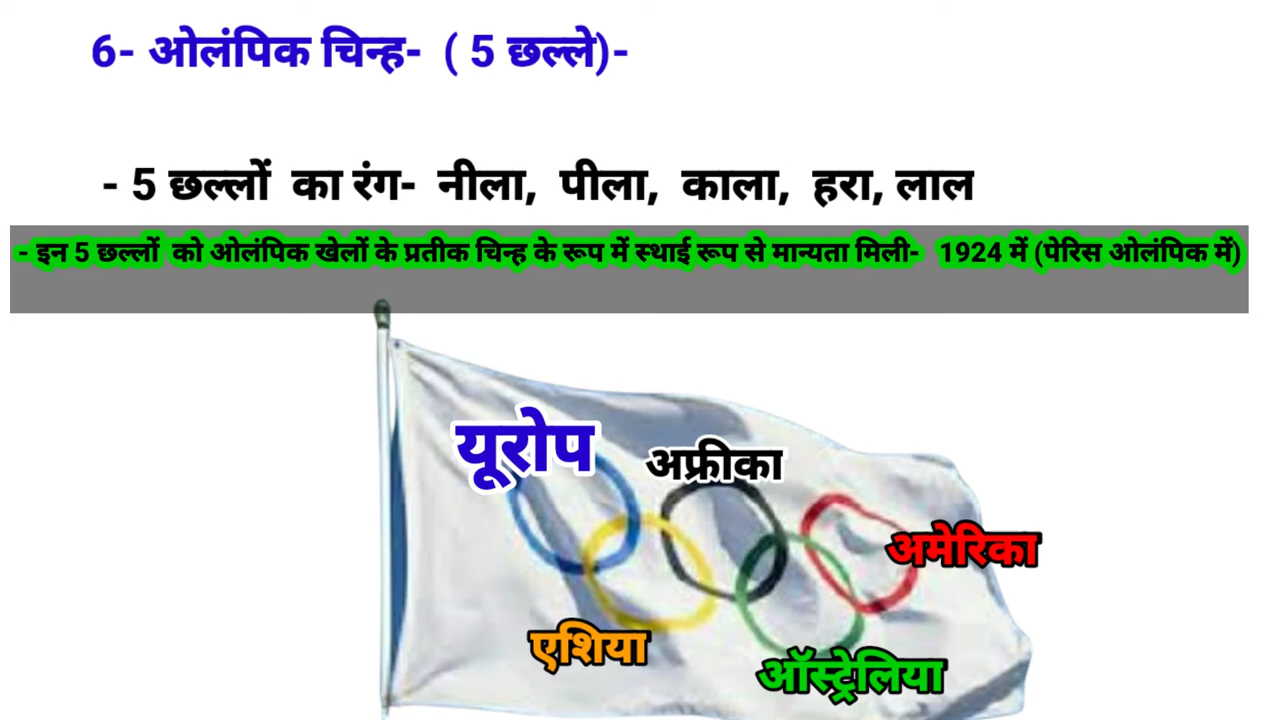 6- ओलंपिक चिन्ह- ( 5 छल्ले)-
- 5 छल्लों का रंग- नीला, पीला, काला, हरा, लाल
- इन 5 छल्लों को ओलंपिक खेलों के प्रतीक चिन्ह के रूप में स्थाई रूप से मान्यता मिली- 1924 में (पेरिस ओलंपिक में)
यूरोप
अफ्रीका
अमेरिका
एशिया
ऑस्ट्रेलिया